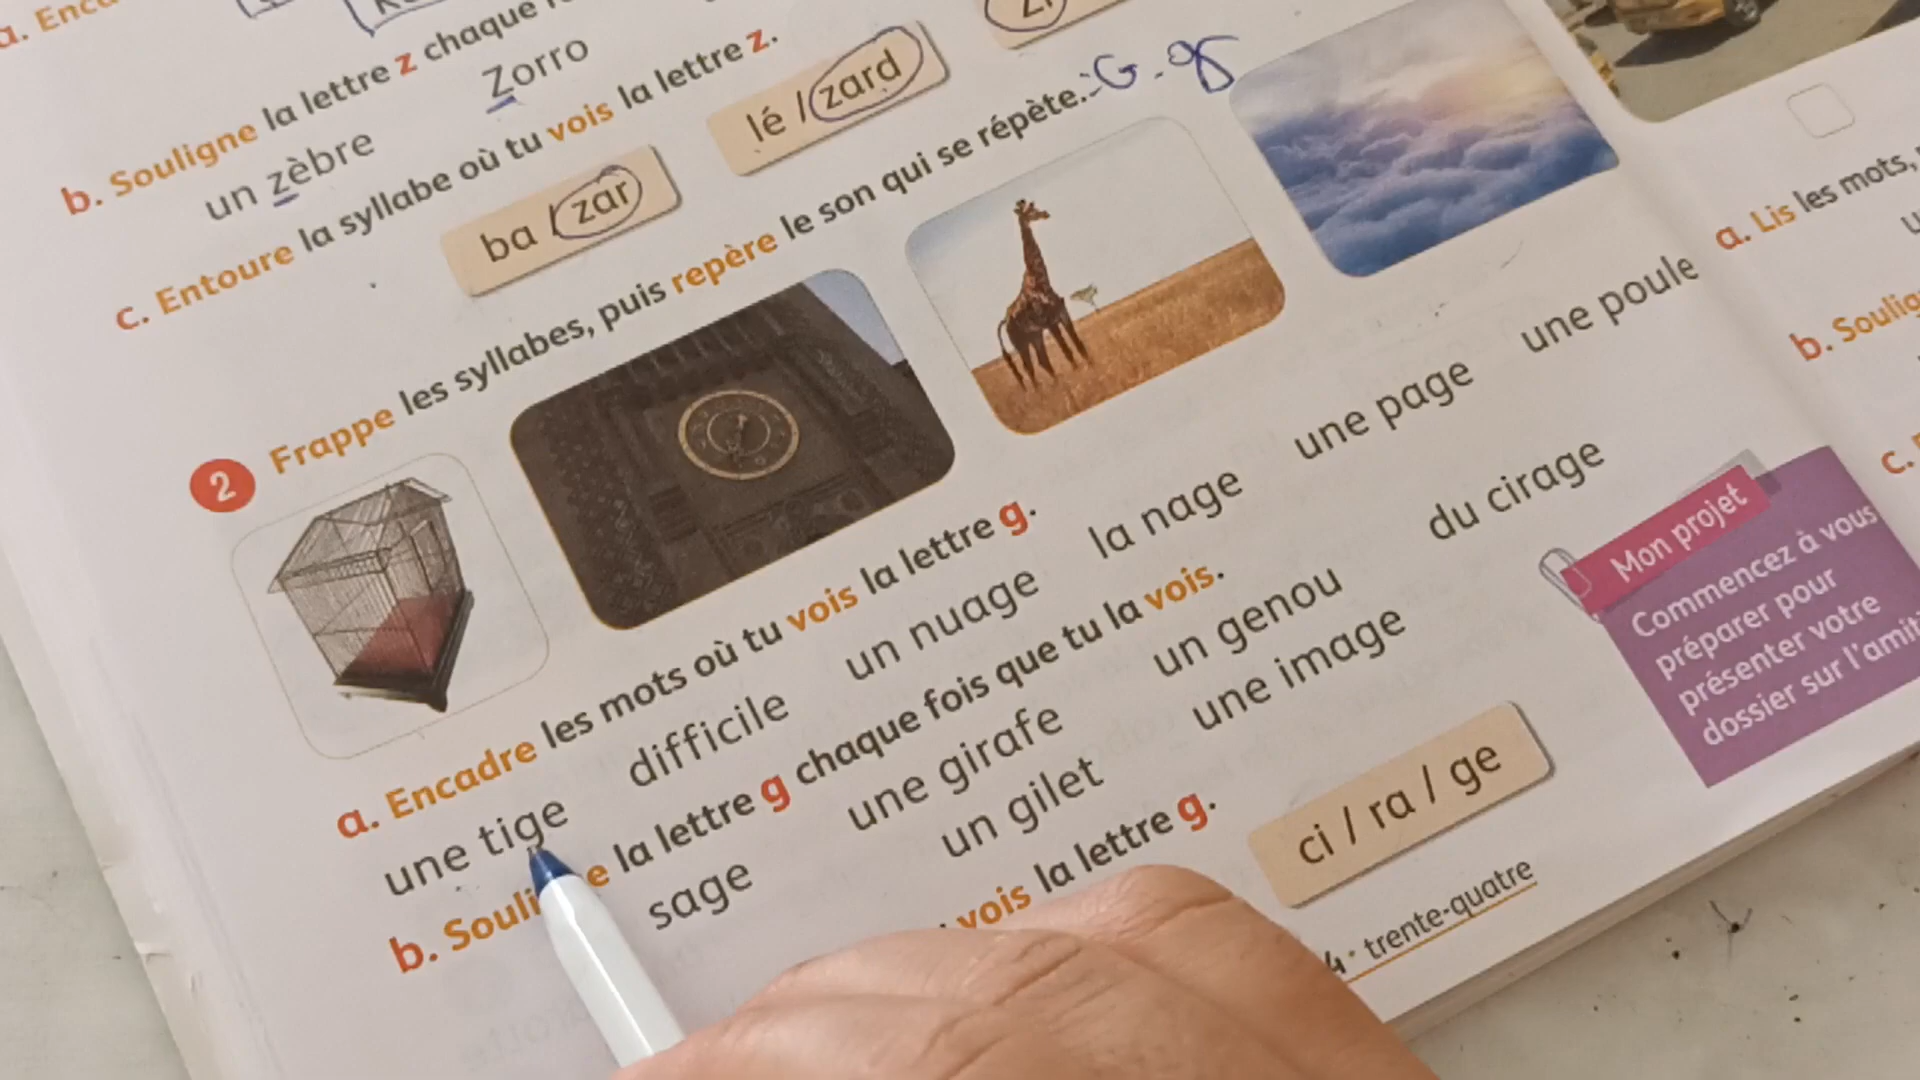 a.
b. Souligne la lettre z chaque
un zèbre Zorro
c. Entoure la syllabe où tu vois la lettre z.
ba / zar lé / zard
2 Frappe les syllabes, puis repère le son qui se répète. G. g
a. Encadre les mots où tu vois la lettre g.
une tige difficile un nuage la nage une page une poule
b. Souli e la lettre g chaque fois que tu la vois.
sage une girafe un genou du cirage
un gilet une image
vois la lettre g.
ci / ra / ge
4 • trente-quatre
Mon projet
Commencez à vous
préparer pour
présenter votre
dossier sur l'amit
a. Lis les mots,
b. Soulig
c.